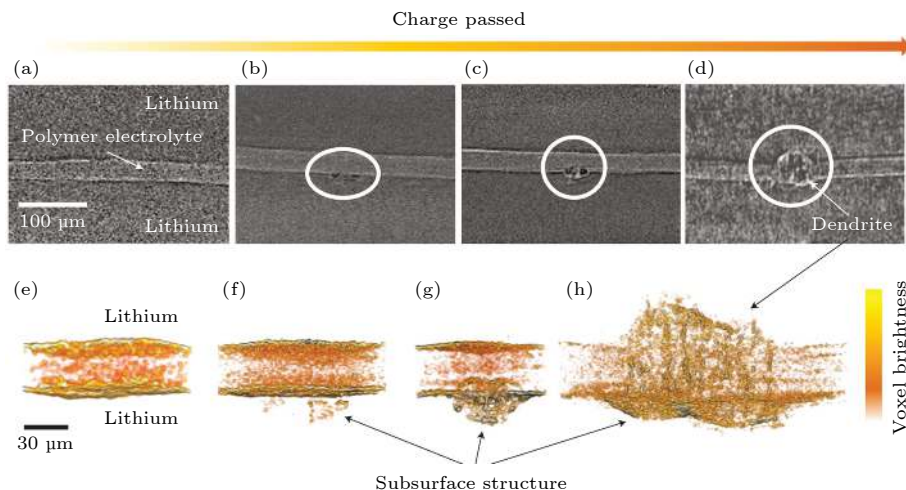 Charge passed
(a) (b) (c) (d)
Lithium
Polymer electrolyte
100 µm
Lithium
Dendrite
(e) (f) (g) (h)
Lithium
Lithium
30 µm
Voxel brightness
Subsurface structure